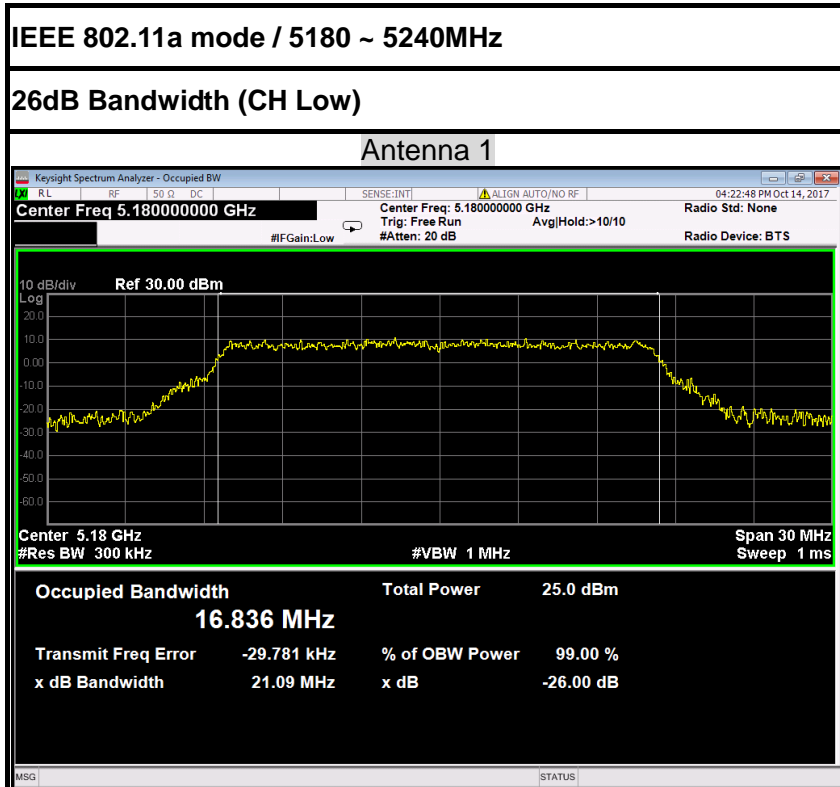 IEEE 802.11a mode / 5180 ~ 5240MHz
26dB Bandwidth (CH Low)
Antenna 1
Keysight Spectrum Analyzer - Occupied BW
LXI RL RF 50 Ω DC SENSE:INT ALIGN AUTO/NO RF 04:22:48 PM Oct 14, 2017
Center Freq 5.180000000 GHz Center Freq: 5.180000000 GHz Radio Std: None
Trig: Free Run Avg|Hold:>10/10
#IFGain:Low #Atten: 20 dB Radio Device: BTS
10 dB/div Ref 30.00 dBm
Log
20.0
10.0
0.00
-10.0
-20.0
-30.0
-40.0
-50.0
-60.0
Center 5.18 GHz Span 30 MHz
#Res BW 300 kHz #VBW 1 MHz Sweep 1 ms
Occupied Bandwidth Total Power 25.0 dBm
16.836 MHz
Transmit Freq Error -29.781 kHz % of OBW Power 99.00 %
x dB Bandwidth 21.09 MHz x dB -26.00 dB
MSG STATUS